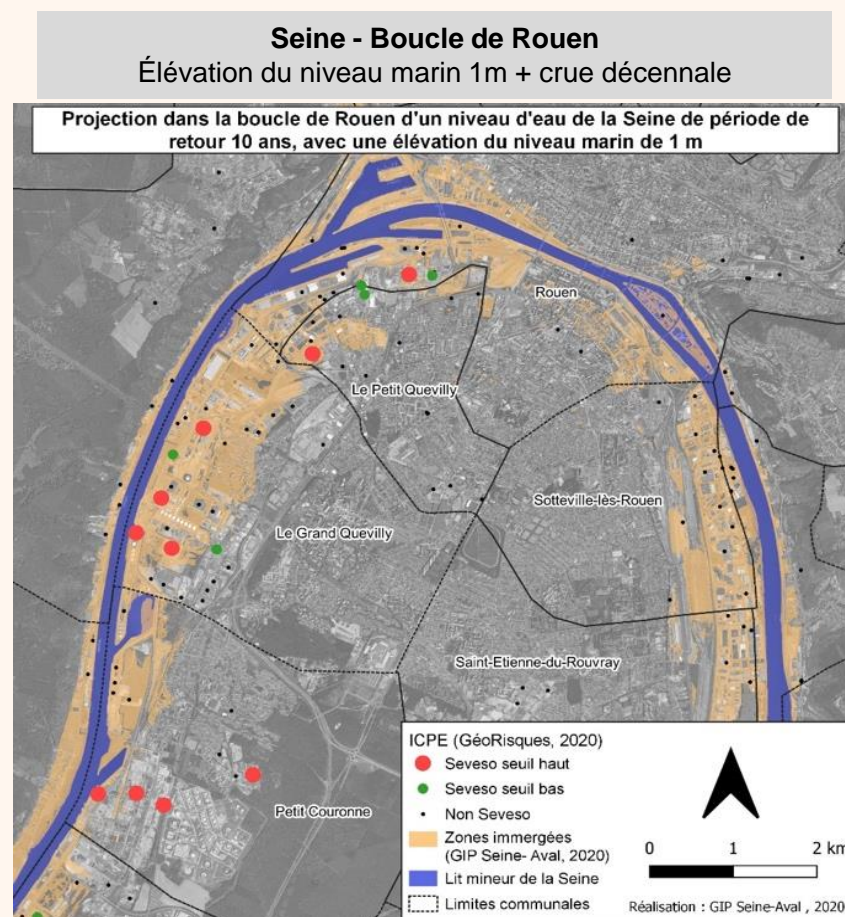 Seine - Boucle de Rouen
Élévation du niveau marin 1m + crue décennale
Projection dans la boucle de Rouen d'un niveau d'eau de la Seine de période de
retour 10 ans, avec une élévation du niveau marin de 1 m
Rouen
Le Petit Quevilly
Sotteville-lès-Rouen
Le Grand Quevilly
Saint-Etienne-du-Rouvray
Petit Couronne
ICPE (GéoRisques, 2020)
Seveso seuil haut
Seveso seuil bas
Non Seveso
Zones immergées
(GIP Seine- Aval, 2020)
Lit mineur de la Seine
Limites communales
0 1 2 km
Réalisation : GIP Seine-Aval , 2020